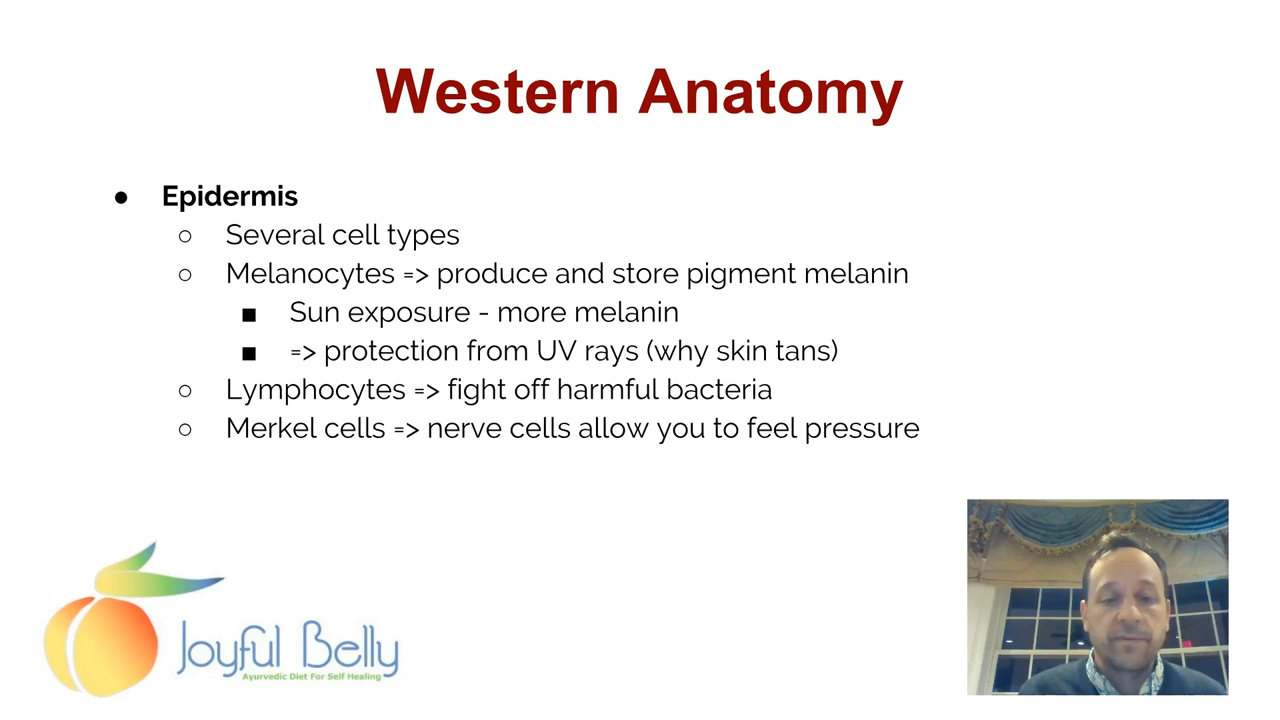 Western Anatomy
● Epidermis
○ Several cell types
○ Melanocytes => produce and store pigment melanin
■ Sun exposure - more melanin
■ => protection from UV rays (why skin tans)
○ Lymphocytes => fight off harmful bacteria
○ Merkel cells => nerve cells allow you to feel pressure
Joyful Belly
Ayurvedic Diet For Self Healing